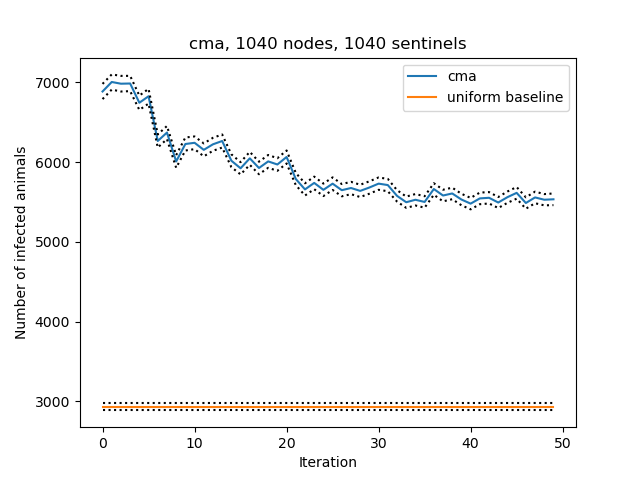 cma, 1040 nodes, 1040 sentinels
cma
uniform baseline
7000
6000
5000
4000
3000
Number of infected animals
0 10 20 30 40 50
Iteration